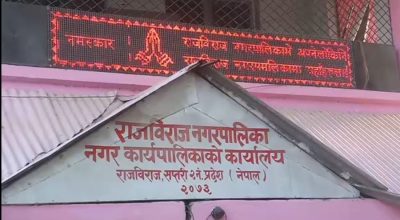 नमस्कार !
राजविराज नगरपालिकामा
राजविराज नगरपालिका
नगर कार्यपालिकाको कार्यालय
राजविराज, सप्तरी २ नं. प्रदेश ( नेपाल )
२०७३